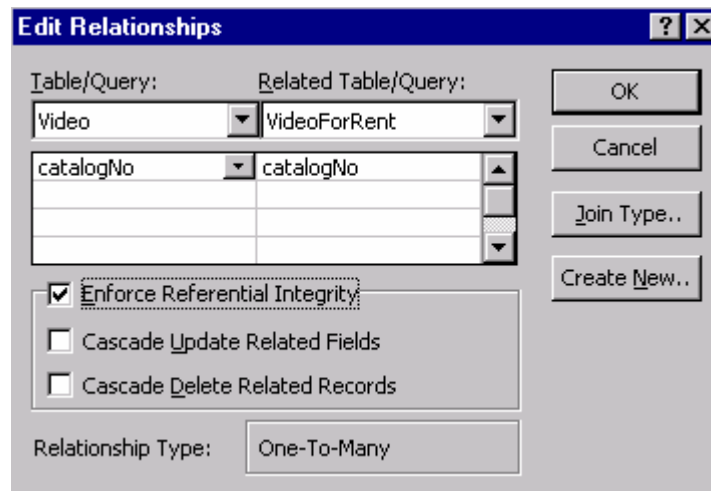 Edit Relationships
Table/Query: Related Table/Query:
Video VideoForRent
catalogNo catalogNo
OK
Cancel
Join Type..
Create New..
Enforce Referential Integrity
Cascade Update Related Fields
Cascade Delete Related Records
Relationship Type: One-To-Many